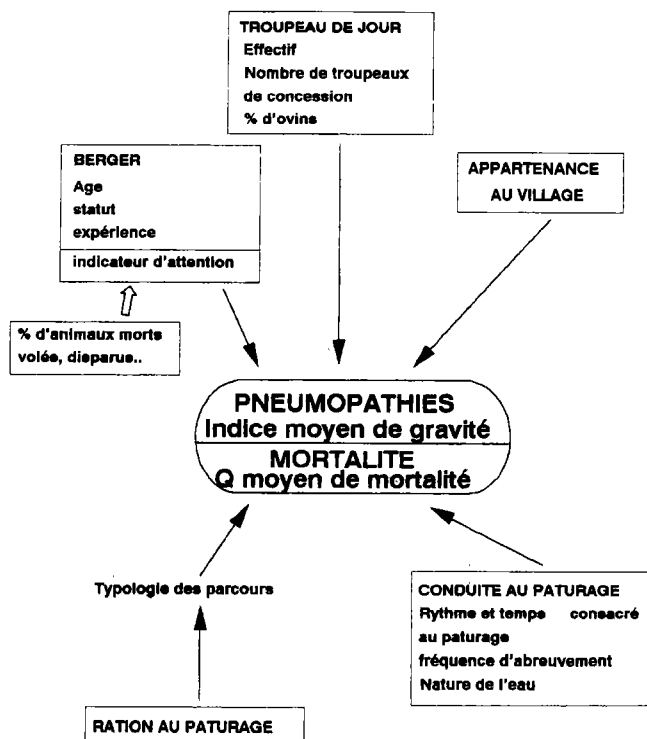 TROUPEAU DE JOUR
Effectif
Nombre de troupeaux
de concession
% d'ovins
BERGER
Age
statut
expérience
indicateur d'attention
% d'animaux morts
volée, disparus..
APPARTENANCE
AU VILLAGE
PNEUMOPATHIES
Indice moyen de gravité
MORTALITE
Q moyen de mortalité
Typologie des parcours
RATION AU PATURAGE
CONDUITE AU PATURAGE
Rythme et temps consacré
au paturage
fréquence d'abreuvement
Nature de l'eau